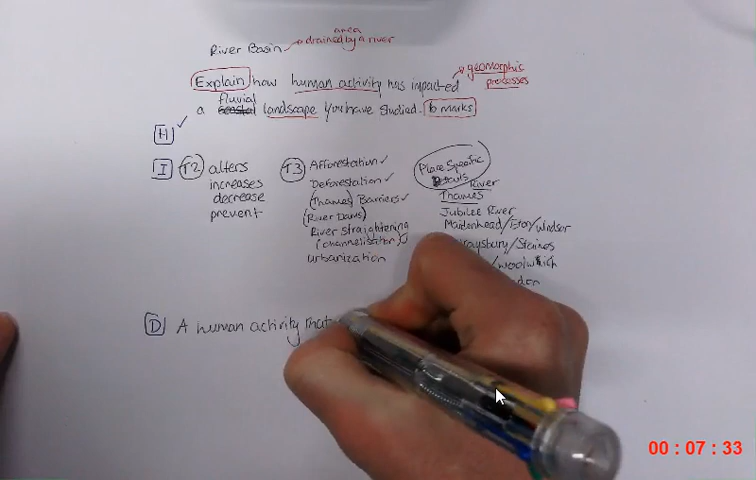 area
River Basin → drained by a river
Explain how human activity has impacted → geomorphic processes
fluvial
a coastal landscape you have studied. 6 marks
H ✓
I T2 alters
increases
decrease
prevent
T3 Afforestation ✓
Deforestation ✓
(Thames) Barriers ✓
(River Dams)
River straightening
(channelisation)
urbanization
Place Specific
Details River
Thames
Jubilee River
Maidenhead/Eton/Windsor
Staines
/Woolwich
D A human activity that
00 : 07 : 33